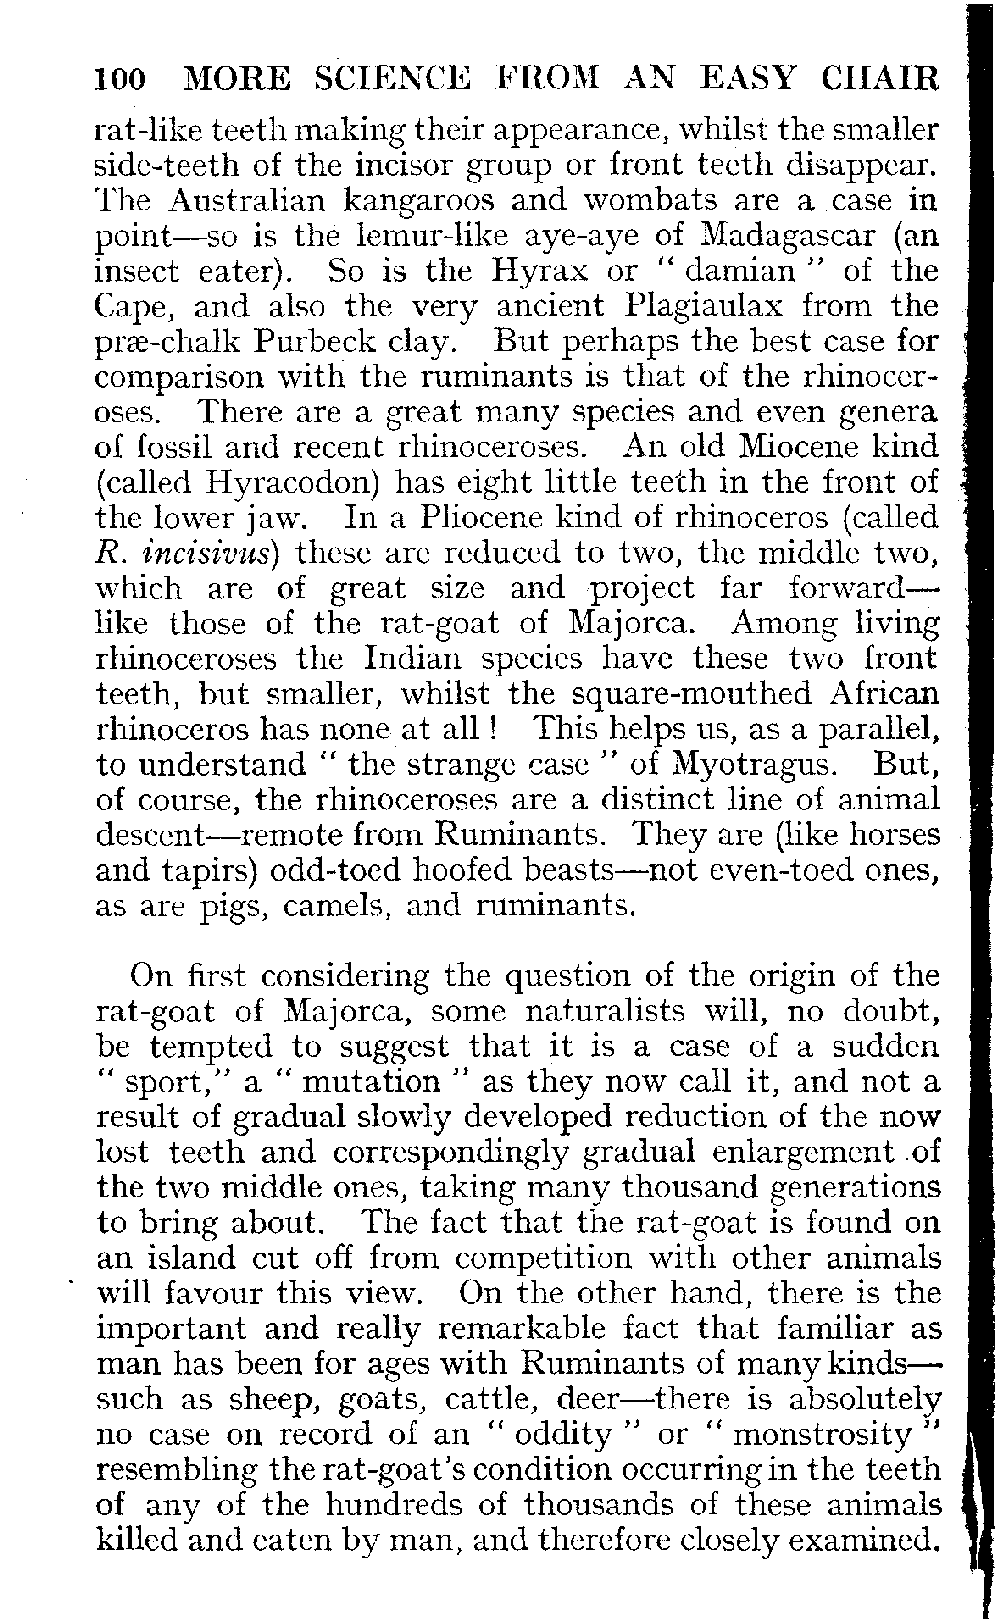 100 MORE SCIENCE FROM AN EASY CHAIR
rat-like teeth making their appearance, whilst the smaller
side-teeth of the incisor group or front teeth disappear.
The Australian kangaroos and wombats are a case in
point—so is the lemur-like aye-aye of Madagascar (an
insect eater). So is the Hyrax or “ damian ” of the
Cape, and also the very ancient Plagiaulax from the
præ-chalk Purbeck clay. But perhaps the best case for
comparison with the ruminants is that of the rhinocer-
oses. There are a great many species and even genera
of fossil and recent rhinoceroses. An old Miocene kind
(called Hyracodon) has eight little teeth in the front of
the lower jaw. In a Pliocene kind of rhinoceros (called
R. incisivus) these are reduced to two, the middle two,
which are of great size and project far forward—
like those of the rat-goat of Majorca. Among living
rhinoceroses the Indian species have these two front
teeth, but smaller, whilst the square-mouthed African
rhinoceros has none at all ! This helps us, as a parallel,
to understand “ the strange case ” of Myotragus. But,
of course, the rhinoceroses are a distinct line of animal
descent—remote from Ruminants. They are (like horses
and tapirs) odd-toed hoofed beasts—not even-toed ones,
as are pigs, camels, and ruminants.
On first considering the question of the origin of the
rat-goat of Majorca, some naturalists will, no doubt,
be tempted to suggest that it is a case of a sudden
“ sport,” a “ mutation ” as they now call it, and not a
result of gradual slowly developed reduction of the now
lost teeth and correspondingly gradual enlargement of
the two middle ones, taking many thousand generations
to bring about. The fact that the rat-goat is found on
an island cut off from competition with other animals
will favour this view. On the other hand, there is the
important and really remarkable fact that familiar as
man has been for ages with Ruminants of many kinds—
such as sheep, goats, cattle, deer—there is absolutely
no case on record of an “ oddity ” or “ monstrosity ”
resembling the rat-goat's condition occurring in the teeth
of any of the hundreds of thousands of these animals
killed and eaten by man, and therefore closely examined.